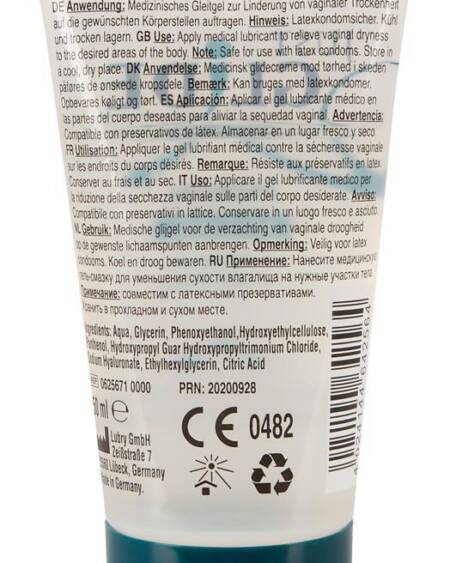 DE Anwendung: Medizinisches Gleitgel zur Linderung von vaginaler Trockenheit
auf die gewünschten Körperstellen auftragen. Hinweis: Latexkondomsicher. Kühl
und trocken lagern. GB Use: Apply medical lubricant to relieve vaginal dryness
to the desired areas of the body. Note: Safe for use with latex condoms. Store in
a cool, dry place. DK Anvendelse: Medicinsk glidecreme mod tørhed i skeden
påføres de ønskede kropsdele. Bemærk: Kan bruges med latexkondomer.
Opbevares køligt og tørt. ES Aplicación: Aplicar el gel lubricante médico en
las partes del cuerpo deseadas para aliviar la sequedad vaginal. Advertencia:
Compatible con preservativos de látex. Almacenar en un lugar fresco y seco.
FR Utilisation: Appliquer le gel lubrifiant médical contre la sécheresse vaginale
sur les endroits du corps désirés. Remarque: Résiste aux préservatifs en latex.
Conserver au frais et au sec. IT Uso: Applicare il gel lubrificante medico per
la riduzione della secchezza vaginale sulle parti del corpo desiderate. Avviso:
Compatibile con preservativi in lattice. Conservare in un luogo fresco e asciutto
NL Gebruik: Medische glijgel voor de verzachting van vaginale droogheid
op de gewenste lichaamspunten aanbrengen. Opmerking: Veilig voor latex
condooms. Koel en droog bewaren. RU Применение: Нанести медицинскую
гель-смазку для уменьшения сухости влагалища на нужные участки тела
Примечание: совместим с латексными презервативами.
Хранить в прохладном и сухом месте.
Ingredients: Aqua, Glycerin, Phenoxyethanol, Hydroxyethylcellulose,
Panthenol, Hydroxypropyl Guar Hydroxypropyltrimonium Chloride,
Sodium Hyaluronate, Ethylhexylglycerin, Citric Acid
REF 0625671 0000 PRN: 20200928
50 ml e
CE 0482
Lubry GmbH
Zeißstraße 7
Lübeck, Germany
Made in Germany
4 024144 642564